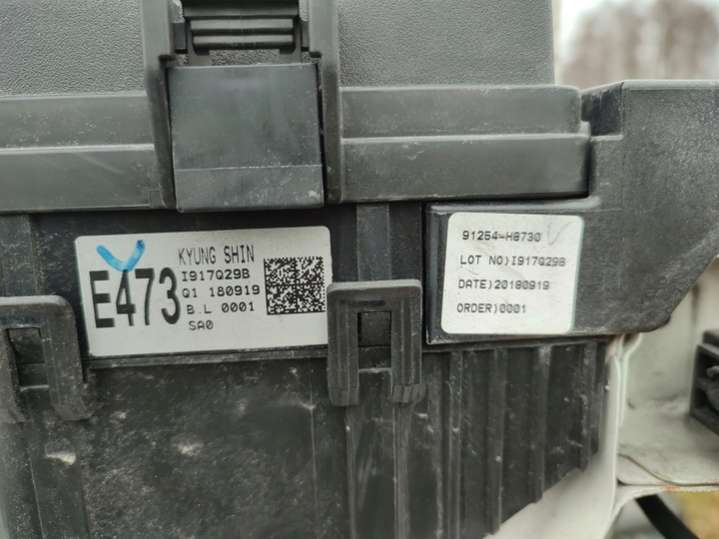 E473
KYUNG SHIN
I917Q29B
Q1 180919
B.L 0001
SA0
91254-H8730
LOT NO)I917Q29B
DATE)20180919
ORDER)0001